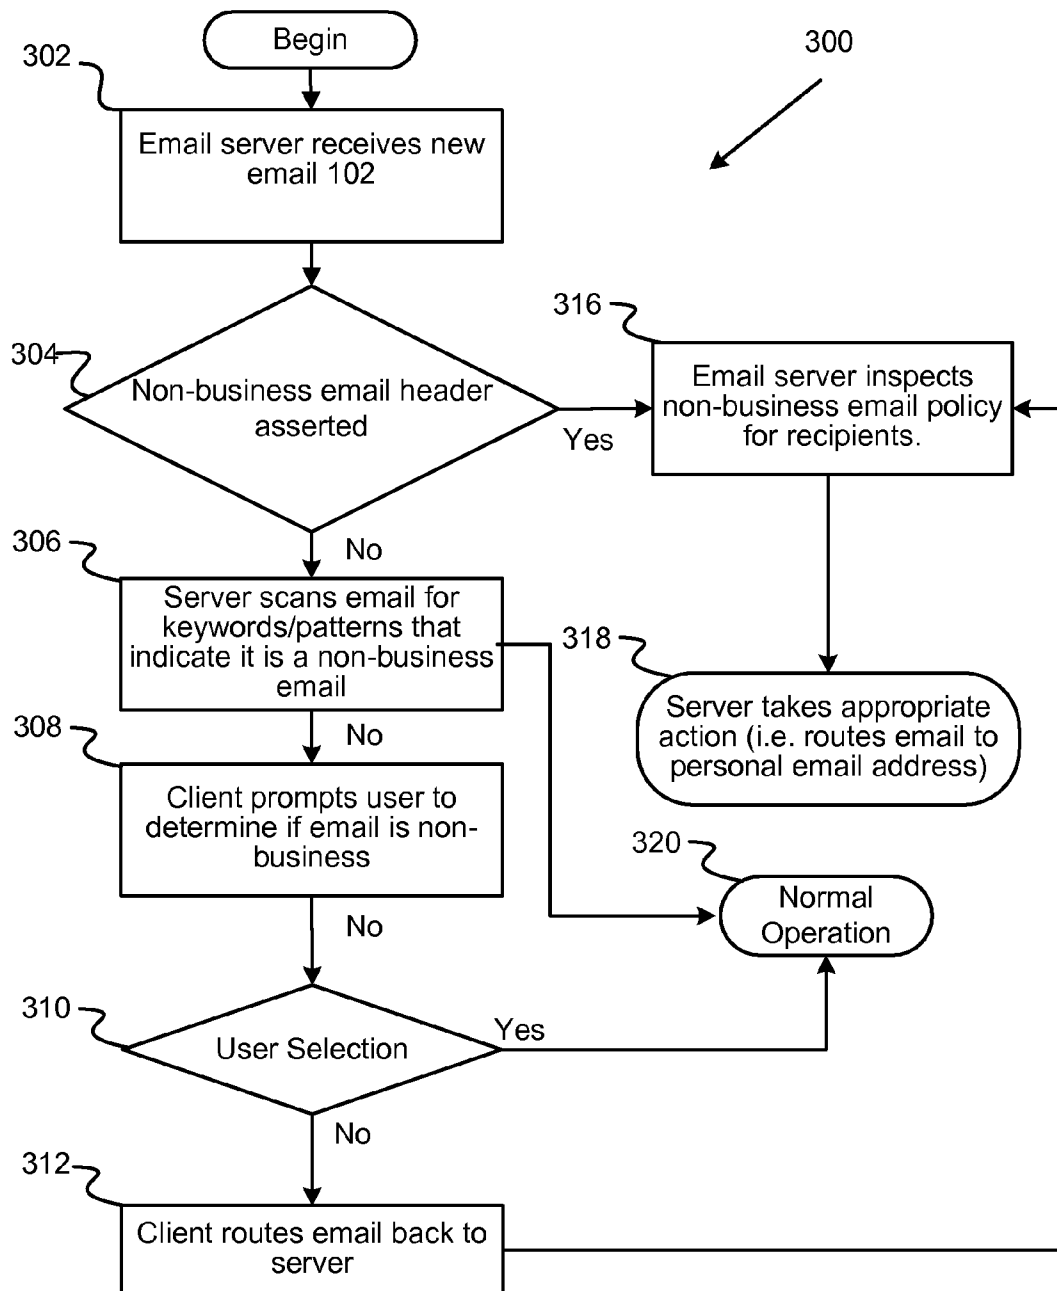 Begin
302
300
Email server receives new
email 102
316
304
Non-business email header
asserted
Email server inspects
non-business email policy
for recipients.
Yes
No
306
Server scans email for
keywords/patterns that
indicate it is a non-business
email
318
Server takes appropriate
action (i.e. routes email to
personal email address)
No
308
Client prompts user to
determine if email is non-
business
320
Normal
Operation
No
310
User Selection
Yes
No
312
Client routes email back to
server